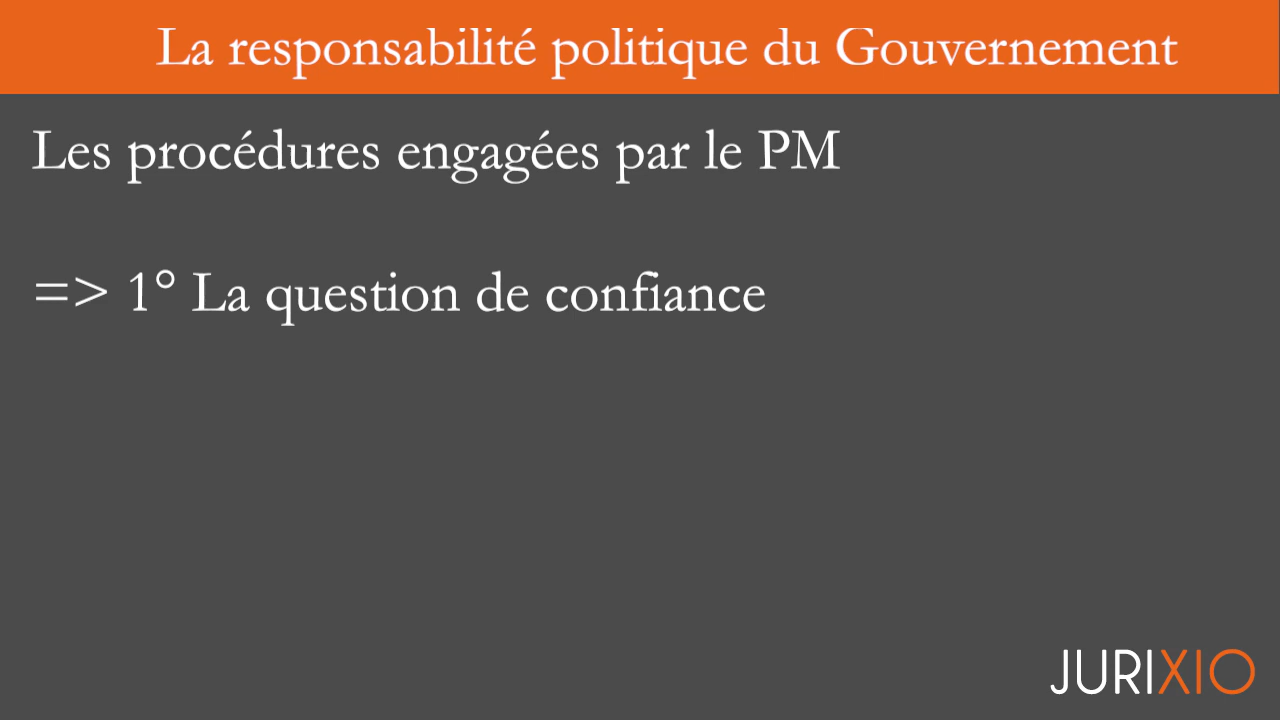 La responsabilité politique du Gouvernement
Les procédures engagées par le PM
=> 1° La question de confiance
JURIXIO